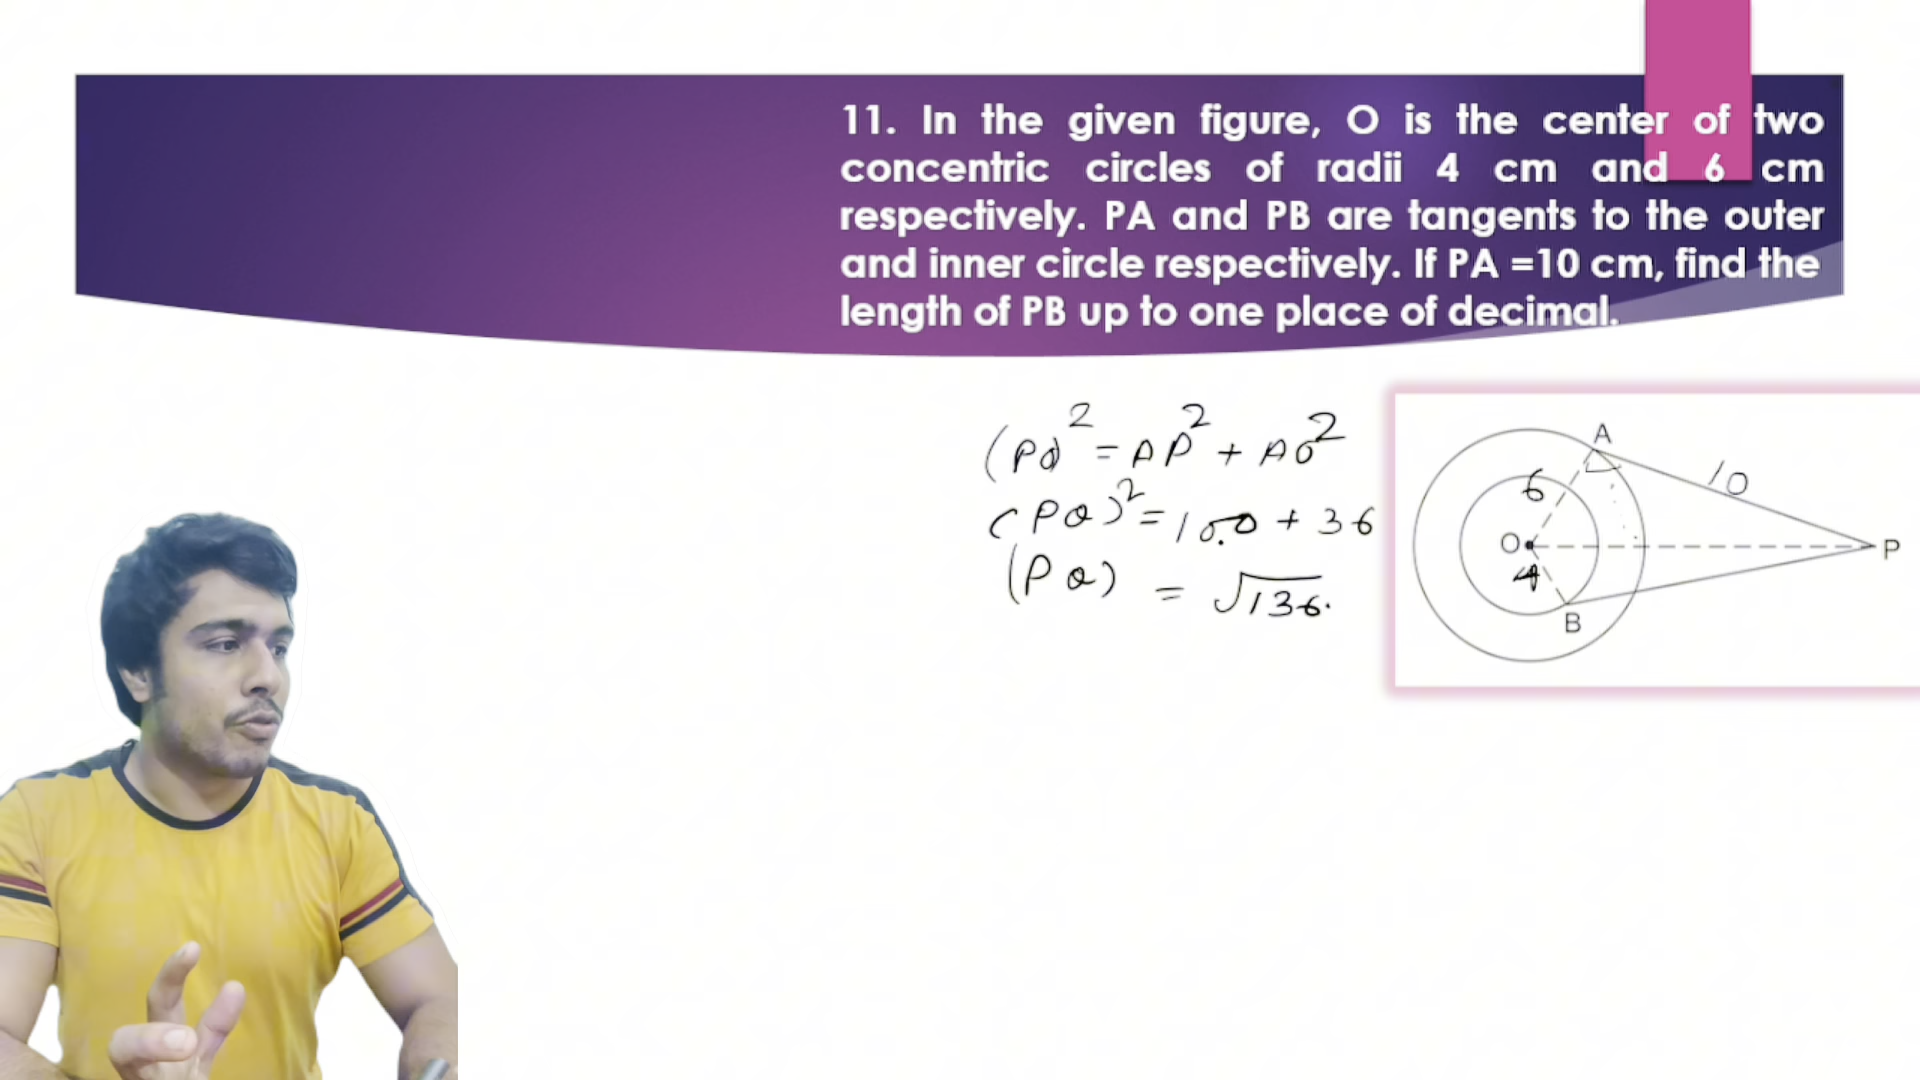 11. In the given figure, O is the center of two
concentric circles of radii 4 cm and 6 cm
respectively. PA and PB are tangents to the outer
and inner circle respectively. If PA =10 cm, find the
length of PB up to one place of decimal.
(PO)² = AP² + AO²
(PO)² = 100 + 36
(PO) = √136.
A
10
6
O
P
4
B